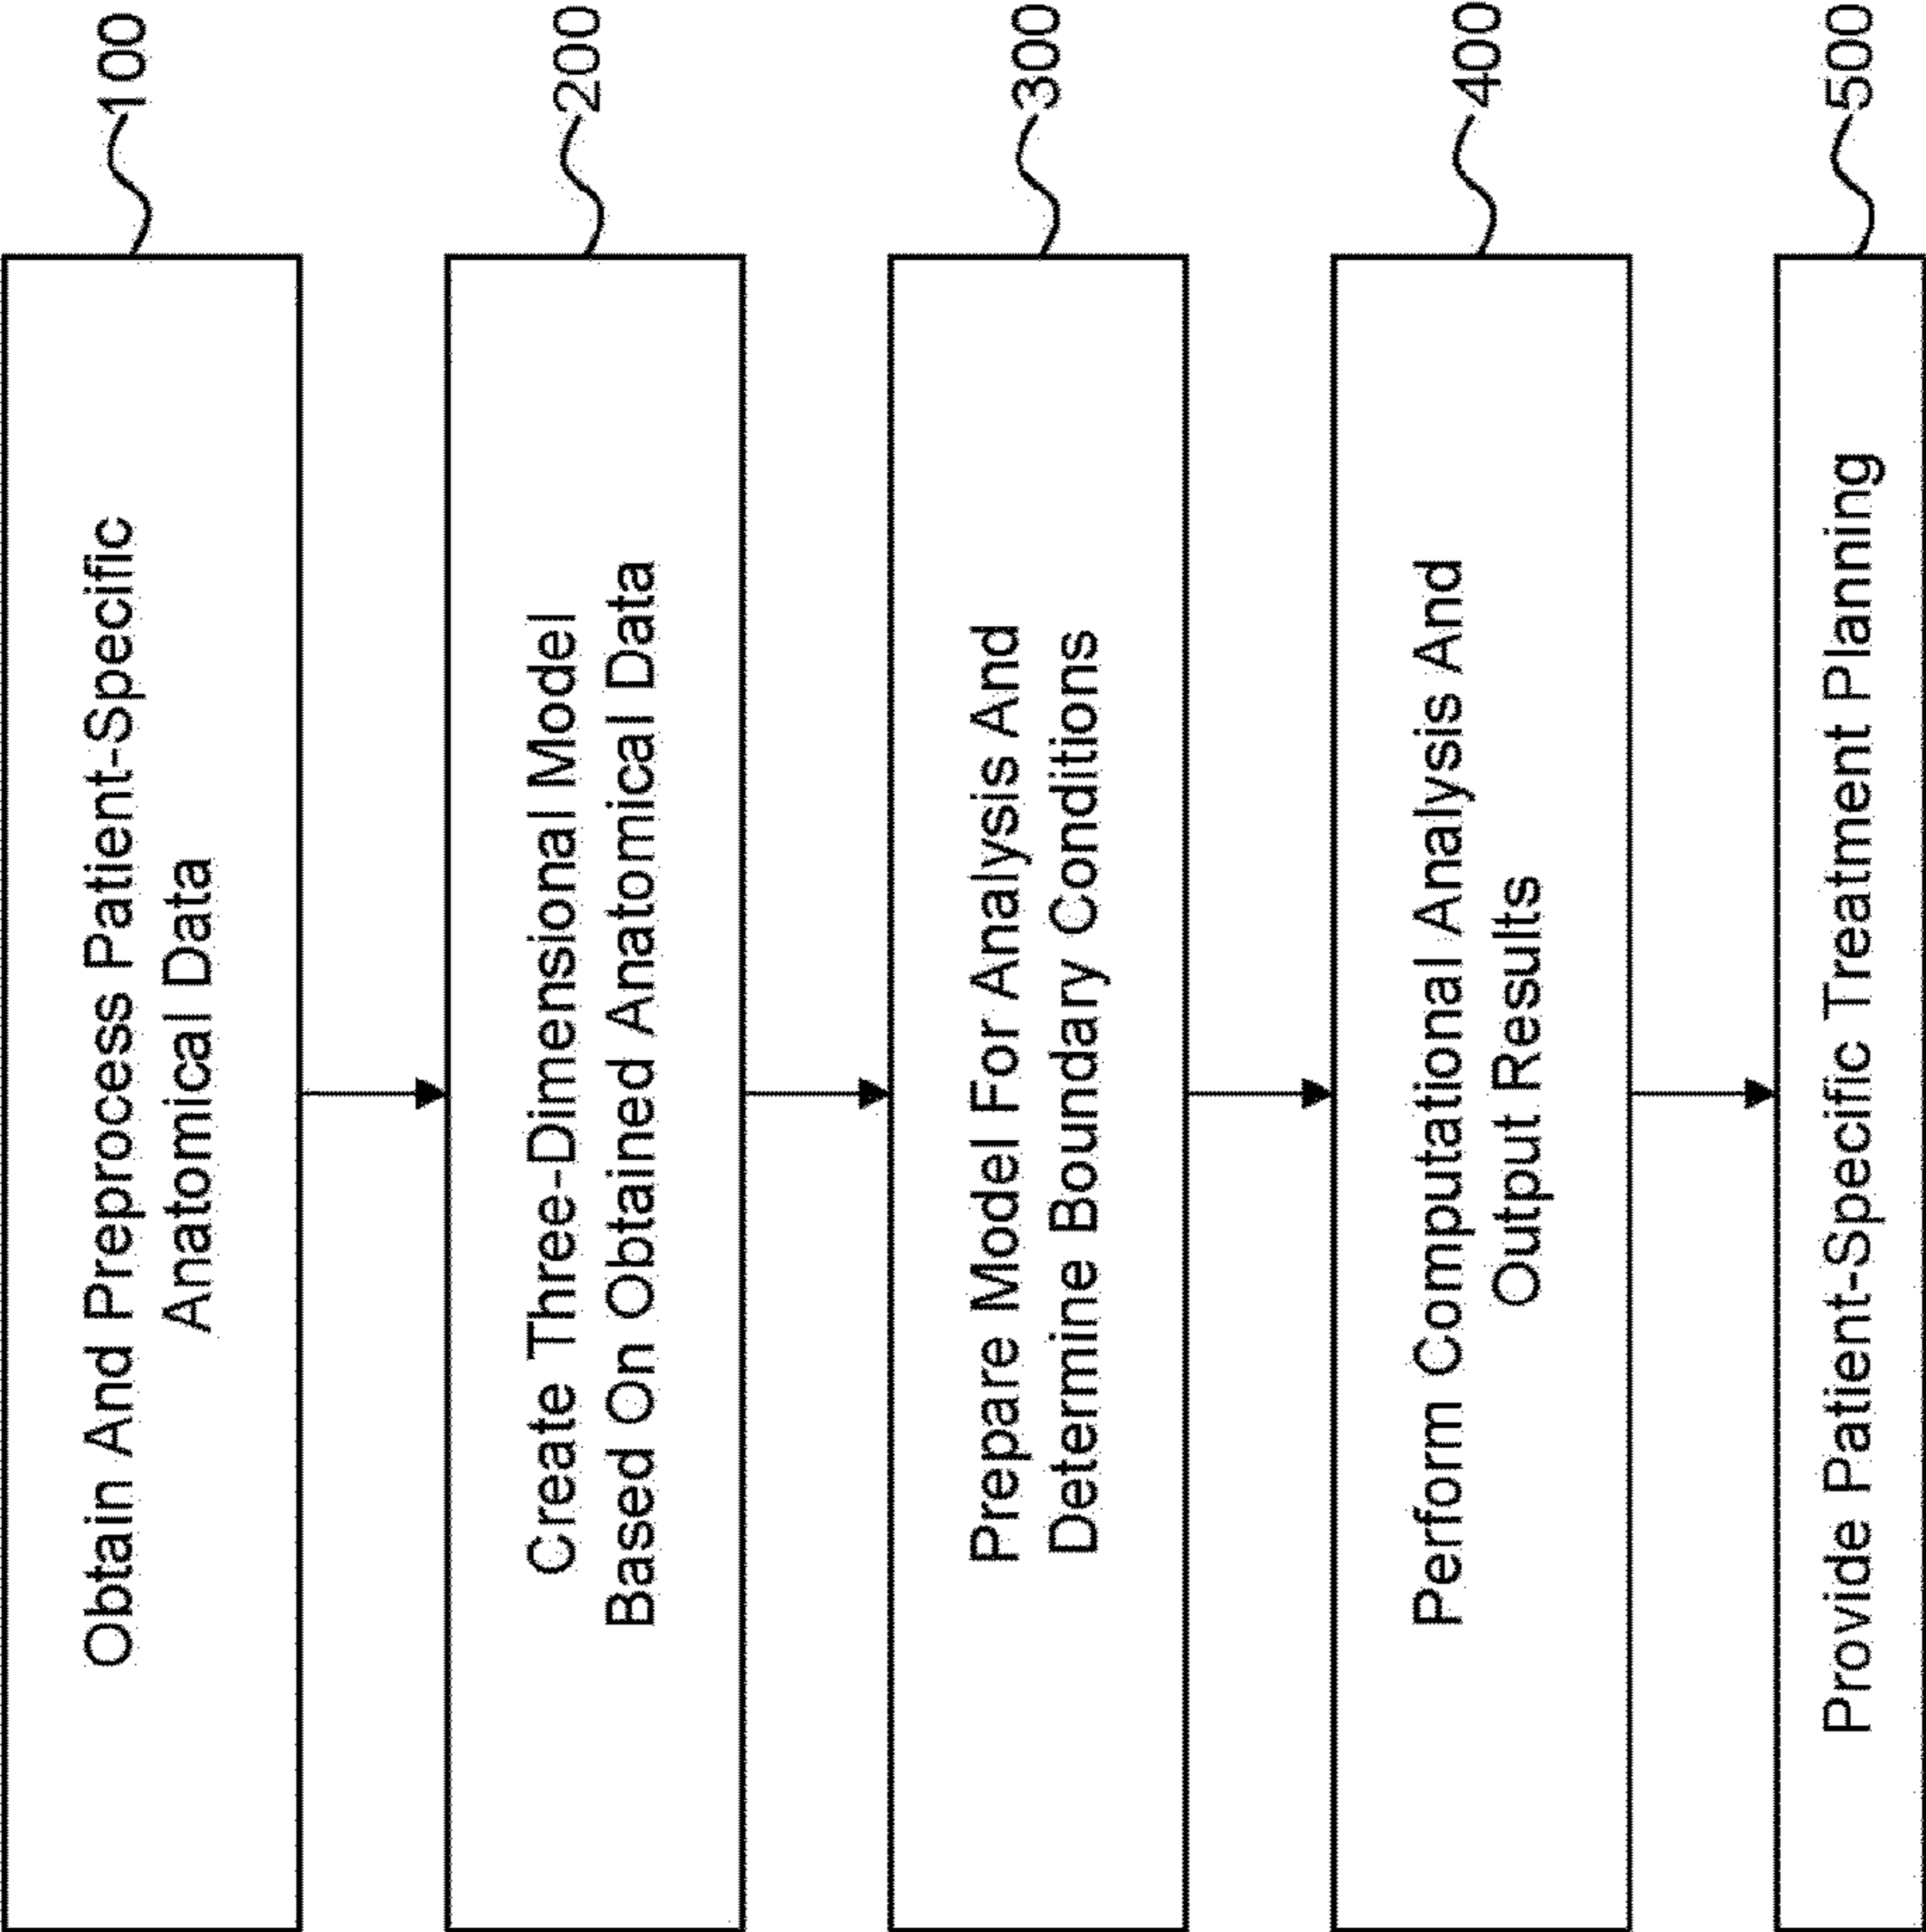 Obtain And Preprocess Patient-Specific
Anatomical Data
100
Create Three-Dimensional Model
Based On Obtained Anatomical Data
200
Prepare Model For Analysis And
Determine Boundary Conditions
300
Perform Computational Analysis And
Output Results
400
Provide Patient-Specific Treatment Planning
500